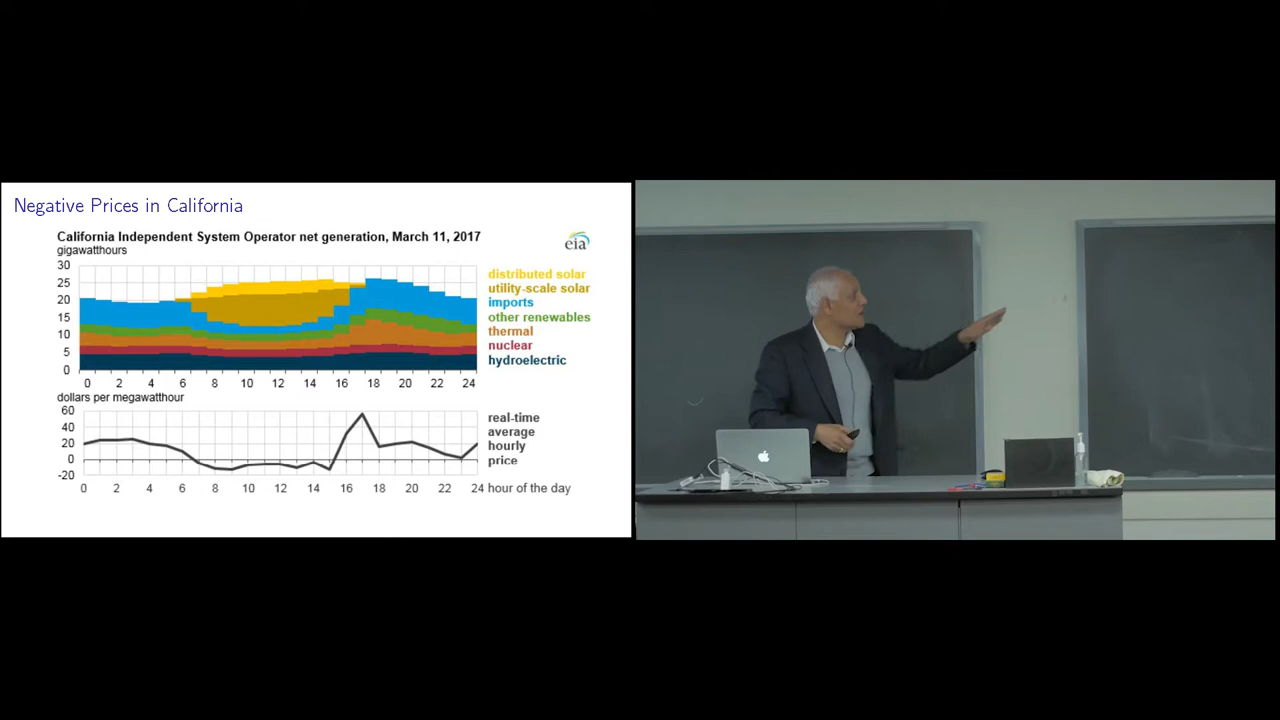 Negative Prices in California
California Independent System Operator net generation, March 11, 2017
gigawatthours
eia
30
25
20
15
10
5
0
distributed solar
utility-scale solar
imports
other renewables
thermal
nuclear
hydroelectric
0 2 4 6 8 10 12 14 16 18 20 22 24
dollars per megawatthour
60
40
20
0
-20
real-time
average
hourly
price
0 2 4 6 8 10 12 14 16 18 20 22 24 hour of the day